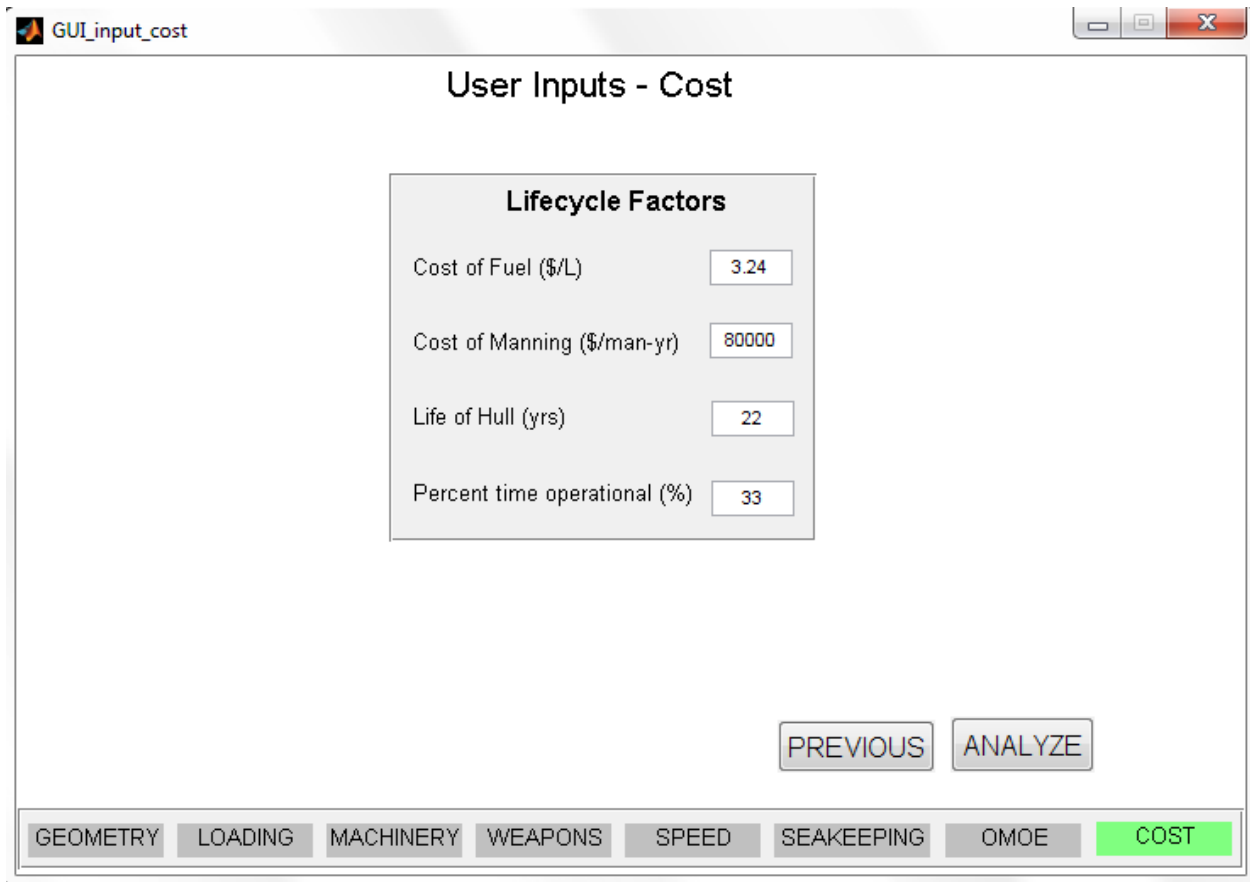 GUI_input_cost
User Inputs - Cost
Lifecycle Factors
Cost of Fuel ($/L) 3.24
Cost of Manning ($/man-yr) 80000
Life of Hull (yrs) 22
Percent time operational (%) 33
PREVIOUS ANALYZE
GEOMETRY LOADING MACHINERY WEAPONS SPEED SEAKEEPING OMOE COST